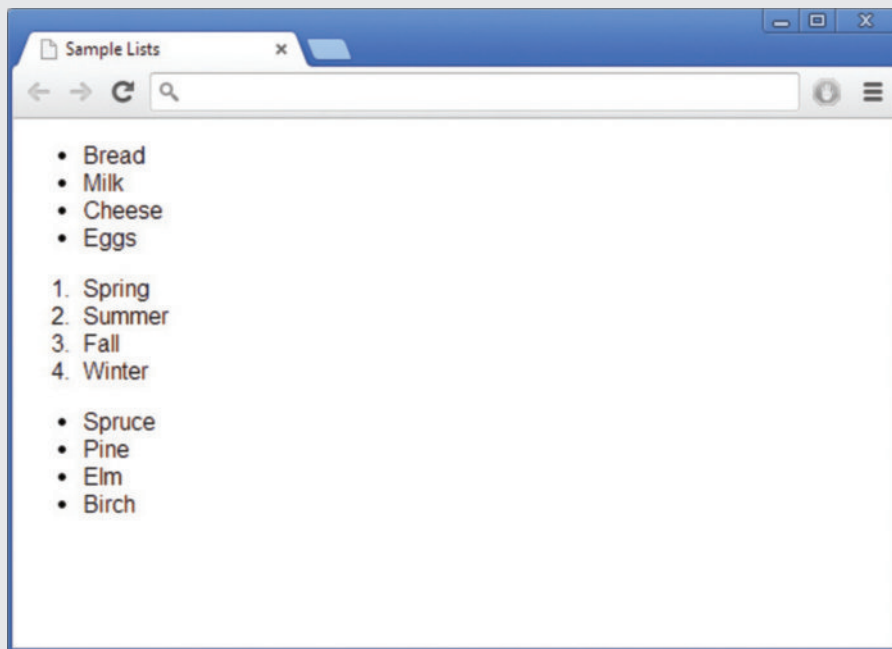 Sample Lists
• Bread
• Milk
• Cheese
• Eggs
1. Spring
2. Summer
3. Fall
4. Winter
• Spruce
• Pine
• Elm
• Birch